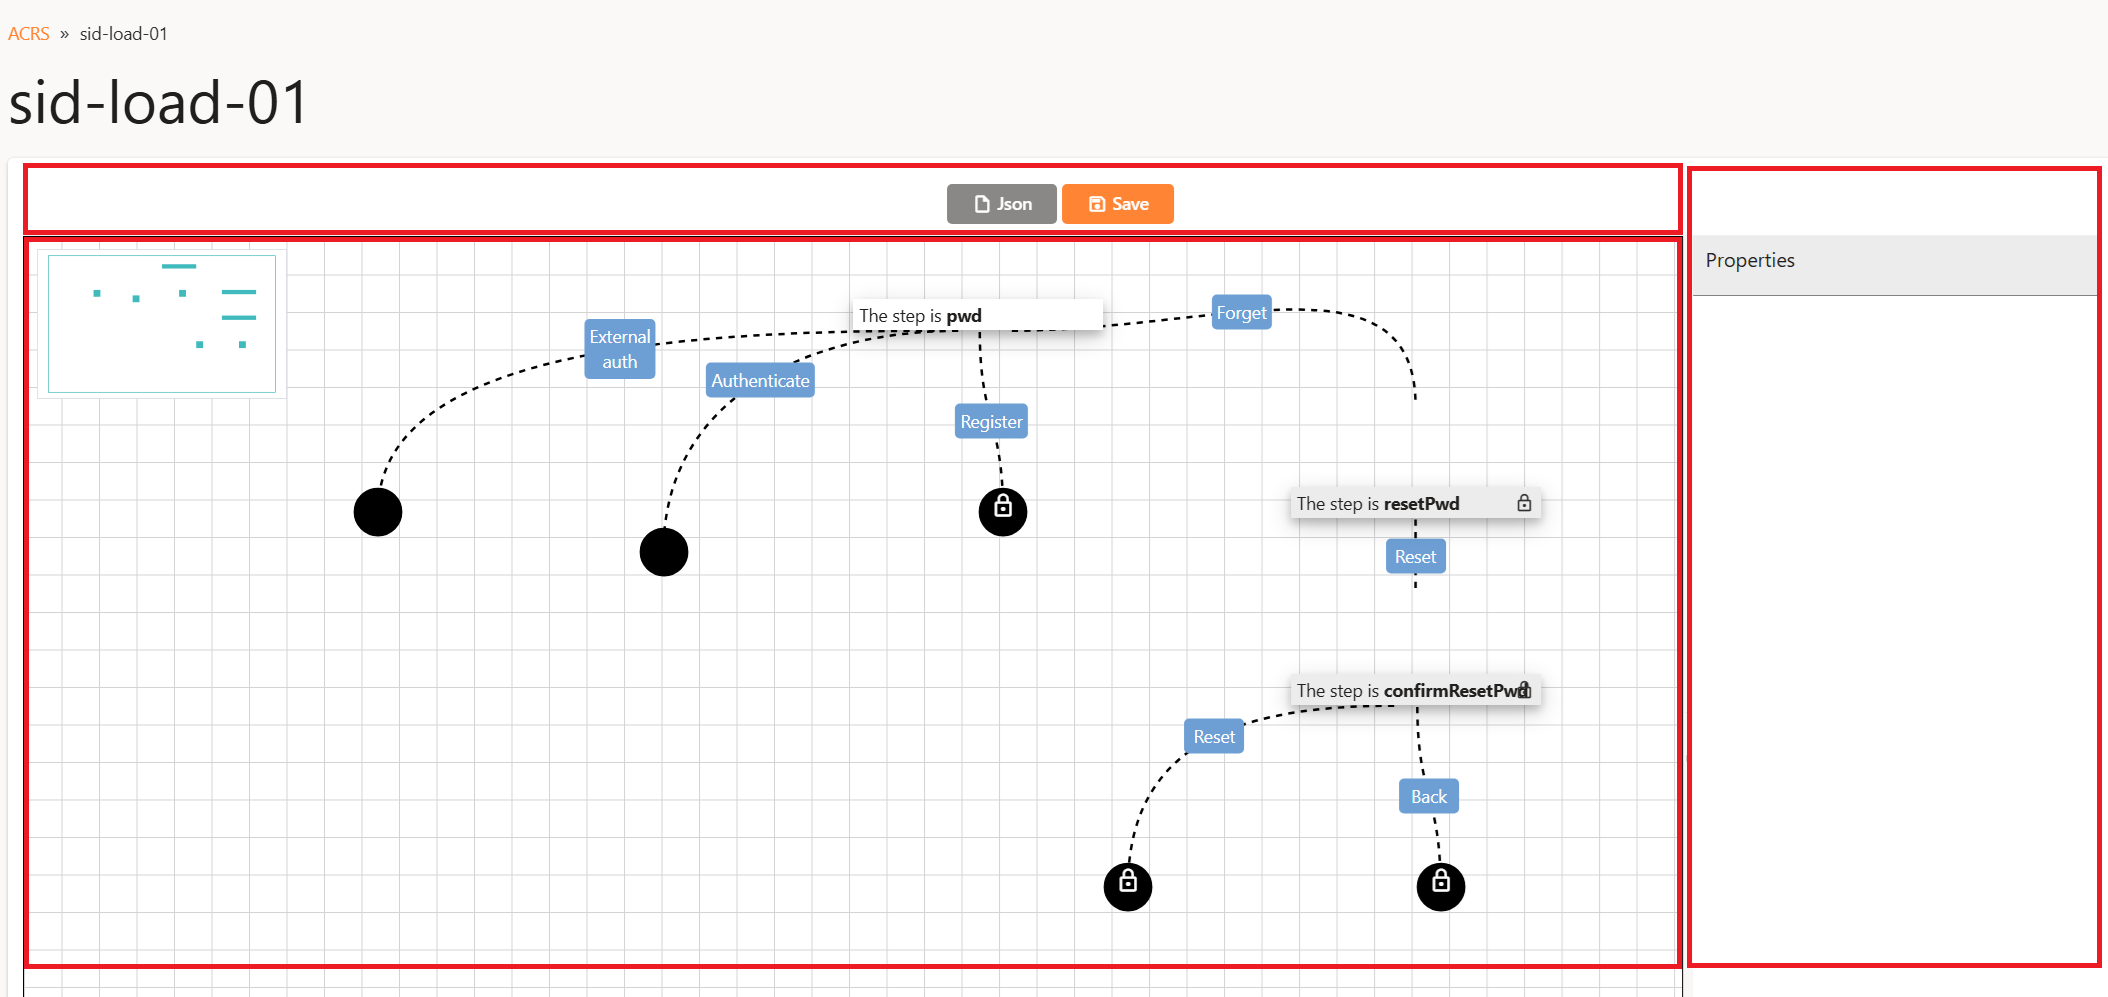 ACRS » sid-load-01
sid-load-01
Json
Save
Properties
The step is pwd
Forget
External
auth
Authenticate
Register
The step is resetPwd
Reset
The step is confirmResetPwd
Reset
Back